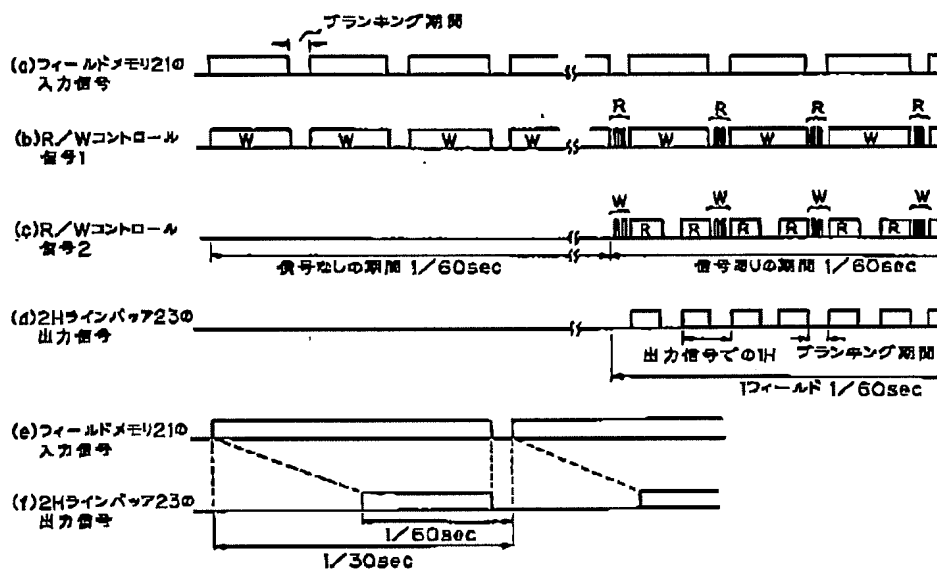 ブランキング期間
(a)フィールドメモリ21の
入力信号
R R R R
(b)R/Wコントロール
信号1
W W W W W W W
W W W W
(c)R/Wコントロール
信号2
R R R R R R
信号なしの期間 1/60sec
信号ありの期間 1/60sec
(d)2Hラインバッファ23の
出力信号
出力信号での1H
ブランキング期間
1フィールド 1/60sec
(e)フィールドメモリ21の
入力信号
(f)2Hラインバッファ23の
出力信号
1/60sec
1/30sec